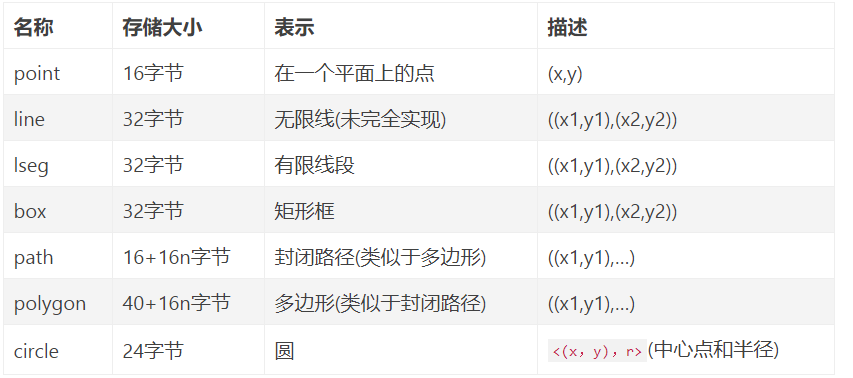 名称 存储大小 表示 描述
point 16字节 在一个平面上的点 (x,y)
line 32字节 无限线(未完全实现) ((x1,y1),(x2,y2))
lseg 32字节 有限线段 ((x1,y1),(x2,y2))
box 32字节 矩形框 ((x1,y1),(x2,y2))
path 16+16n字节 封闭路径(类似于多边形) ((x1,y1),...)
polygon 40+16n字节 多边形(类似于封闭路径) ((x1,y1),...)
circle 24字节 圆 <(x，y)，r>(中心点和半径)